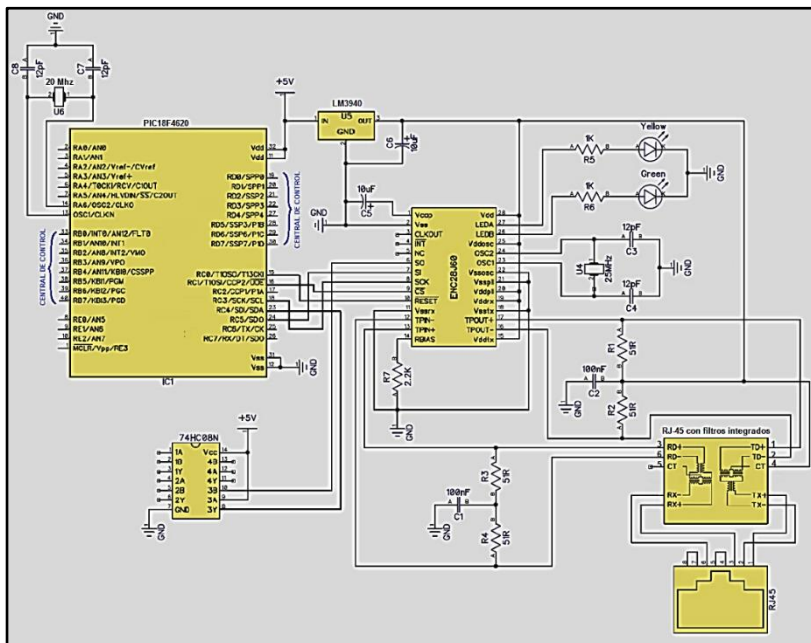 GND
C8
12pF
C7
12pF
20 Mhz
U6
PIC18F4620
RA0/AN0
RA1/AN1
RA2/AN2/Vref-/CVref
RA3/AN3/Vref+
RA4/T0CKI/RCV/C1OUT
RA5/AN4/HLVDIN/SS/C2OUT
RA6/OSC2/CLKO
OSC1/CLKIN
RB0/INT0/AN12/FLT0
RB1/AN10/INT1
RB2/AN8/INT2/VMO
RB3/AN9/VPO
RB4/AN11/KBI0/CSSPP
RB5/KBI1/PGM
RB6/KBI2/PGC
RB7/KBI3/PGD
RE0/AN5
RE1/AN6
RE2/AN7
MCLR/Vpp/RE3
CENTRAL DE CONTROL
Vdd
Vdd
RD0/SPP0
RD1/SPP1
RD2/SPP2
RD3/SPP3
RD4/SPP4
RD5/SPP5/P1B
RD6/SPP6/P1C
RD7/SPP7/P1D
CENTRAL DE CONTROL
RC0/T1OSO/T13CKI
RC1/T1OSI/CCP2/UOE
RC2/CCP1/P1A
RC3/SCK/SCL
RC4/SDI/SDA
RC5/SDO
RC6/TX/CK
RC7/RX/DT/SDO
Vss
Vss
GND
IC1
+5V
LM3940
U5
IN
OUT
GND
C6
10uF
10uF
C5
GND
ENC28J60
Vcap
Vss
CLKOUT
INT
NC
SO
SI
SCK
CS
RESET
Vssrx
TPIN-
TPIN+
RBIAS
Vdd
LEDA
LEDB
Vddosc
OSC2
OSC1
Vssosc
Vsspll
Vddpll
Vddrx
Vsstx
TPOUT+
TPOUT-
Vddtx
1K
R5
Yellow
1K
R6
Green
GND
12pF
C3
U4
25MHz
12pF
C4
GND
R7
2.2K
GND
R1
51R
100nF
C2
GND
R2
51R
+5V
74HC08N
1A
1B
1Y
2A
2B
2Y
GND
Vcc
4B
4A
4Y
3B
3A
3Y
GND
R3
51R
100nF
C1
GND
R4
51R
RJ-45 con filtros integrados
RD+
RD-
CT
RX-
RX+
TD+
TD-
CT
TX+
TX-
RJ45